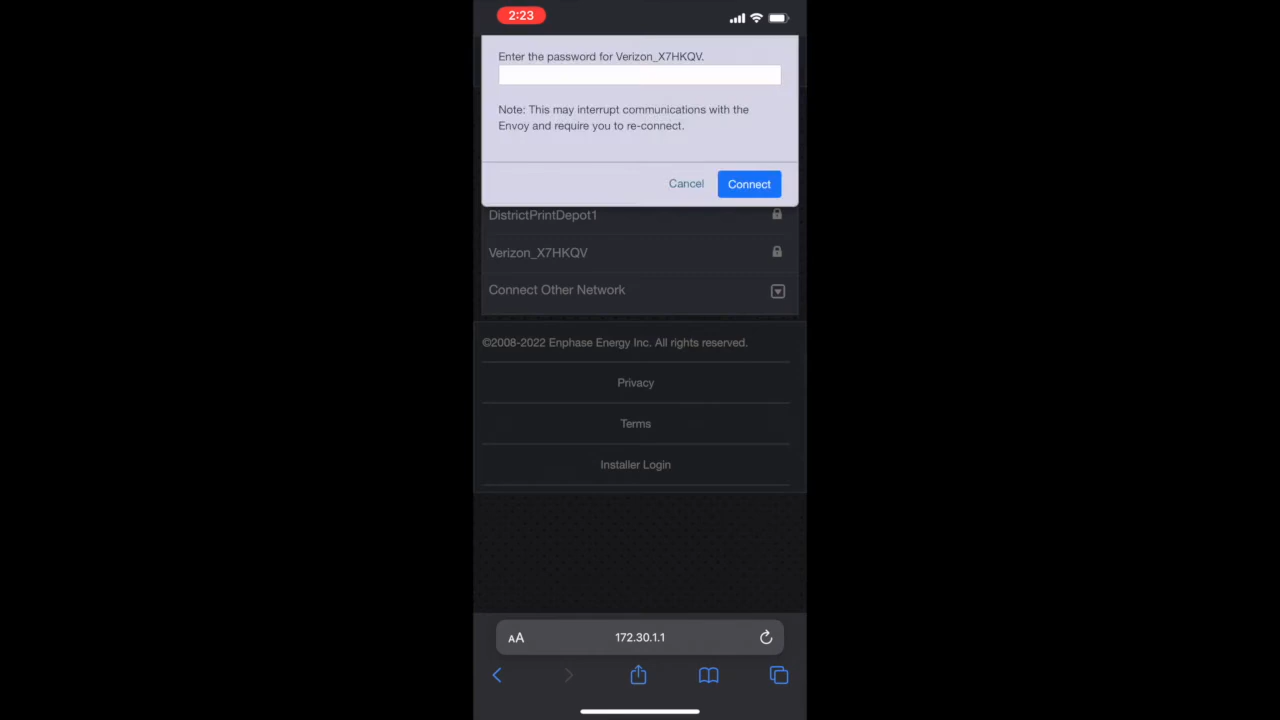 2:23
Enter the password for Verizon_X7HKQV.
Note: This may interrupt communications with the
Envoy and require you to re-connect.
Cancel
Connect
DistrictPrintDepot1
Verizon_X7HKQV
Connect Other Network
©2008-2022 Enphase Energy Inc. All rights reserved.
Privacy
Terms
Installer Login
AA
172.30.1.1